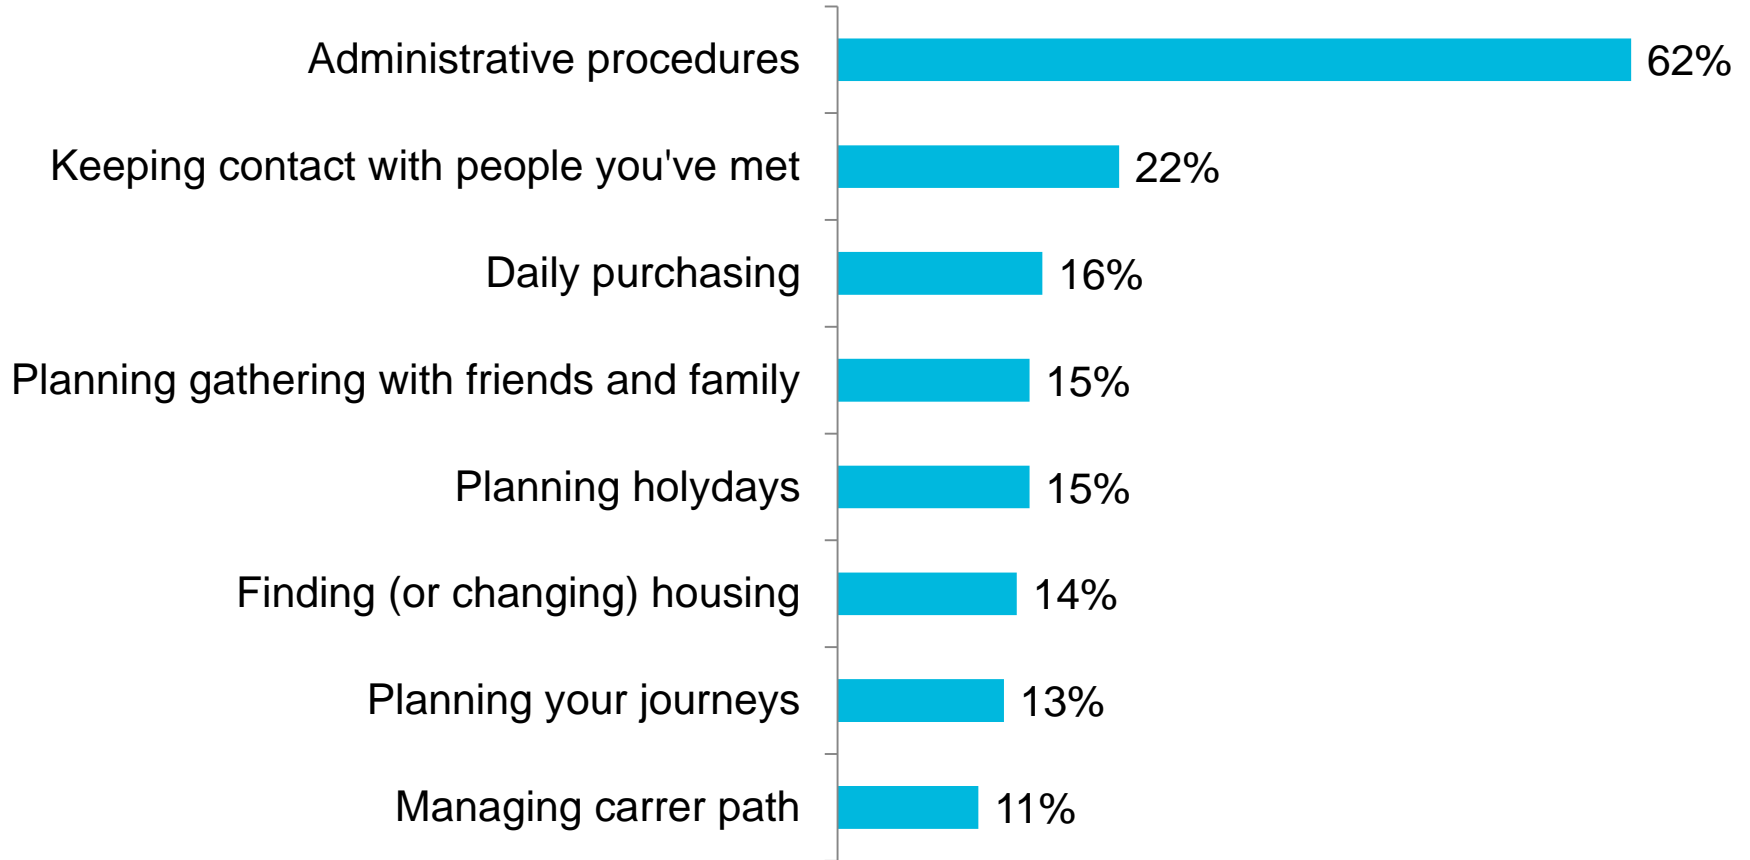 Administrative procedures 62%
Keeping contact with people you've met 22%
Daily purchasing 16%
Planning gathering with friends and family 15%
Planning holydays 15%
Finding (or changing) housing 14%
Planning your journeys 13%
Managing carrer path 11%